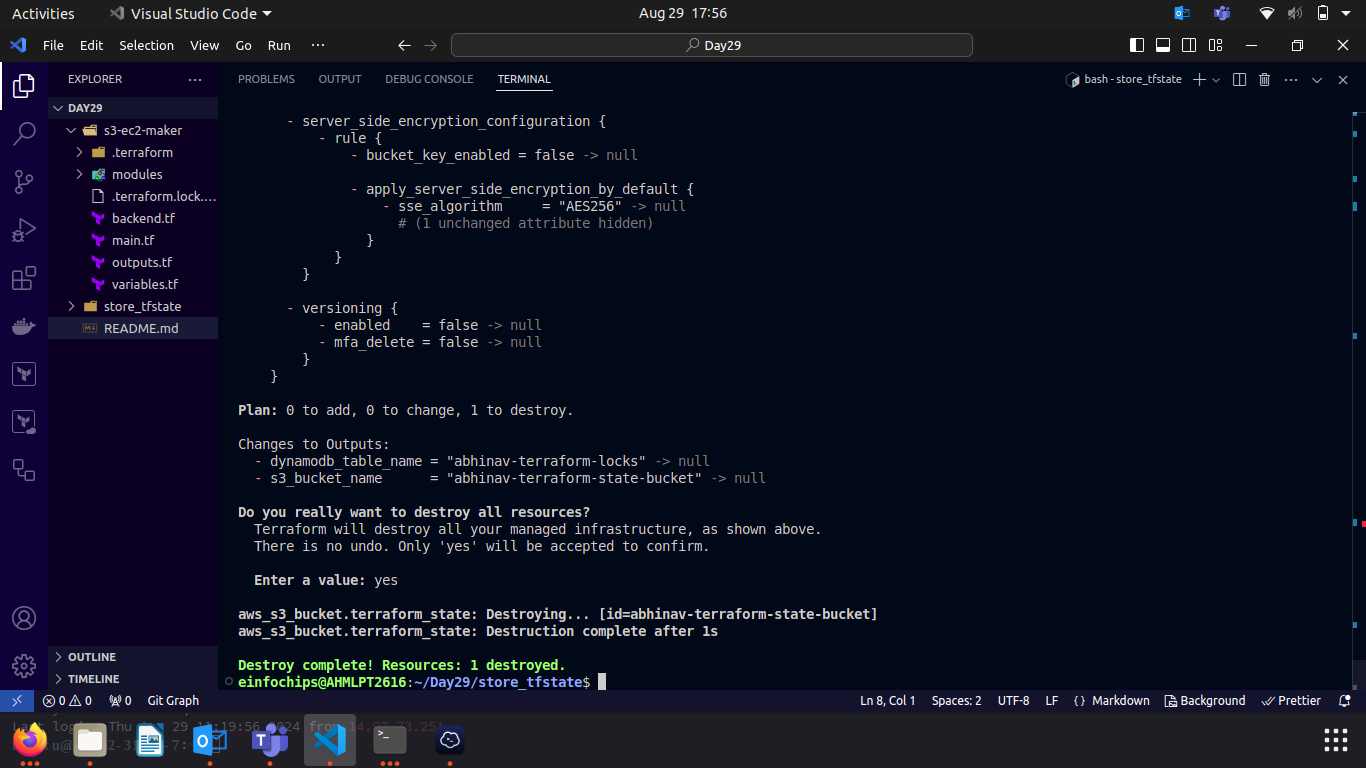 Activities Visual Studio Code Aug 29 17:56
File Edit Selection View Go Run ··· Day29
EXPLORER ··· PROBLEMS OUTPUT DEBUG CONSOLE TERMINAL bash - store_tfstate
DAY29
s3-ec2-maker
.terraform
modules
.terraform.lock....
backend.tf
main.tf
outputs.tf
variables.tf
store_tfstate
README.md
OUTLINE
TIMELINE
- server_side_encryption_configuration {
- rule {
- bucket_key_enabled = false -> null
- apply_server_side_encryption_by_default {
- sse_algorithm     = "AES256" -> null
# (1 unchanged attribute hidden)
}
}
}
- versioning {
- enabled    = false -> null
- mfa_delete = false -> null
}
}
Plan: 0 to add, 0 to change, 1 to destroy.
Changes to Outputs:
- dynamodb_table_name = "abhinav-terraform-locks" -> null
- s3_bucket_name      = "abhinav-terraform-state-bucket" -> null
Do you really want to destroy all resources?
Terraform will destroy all your managed infrastructure, as shown above.
There is no undo. Only 'yes' will be accepted to confirm.
Enter a value: yes
aws_s3_bucket.terraform_state: Destroying... [id=abhinav-terraform-state-bucket]
aws_s3_bucket.terraform_state: Destruction complete after 1s
Destroy complete! Resources: 1 destroyed.
einfochips@AHMLPT2616:~/Day29/store_tfstate$
0 0 0 Git Graph Ln 8, Col 1 Spaces: 2 UTF-8 LF {} Markdown Background Prettier